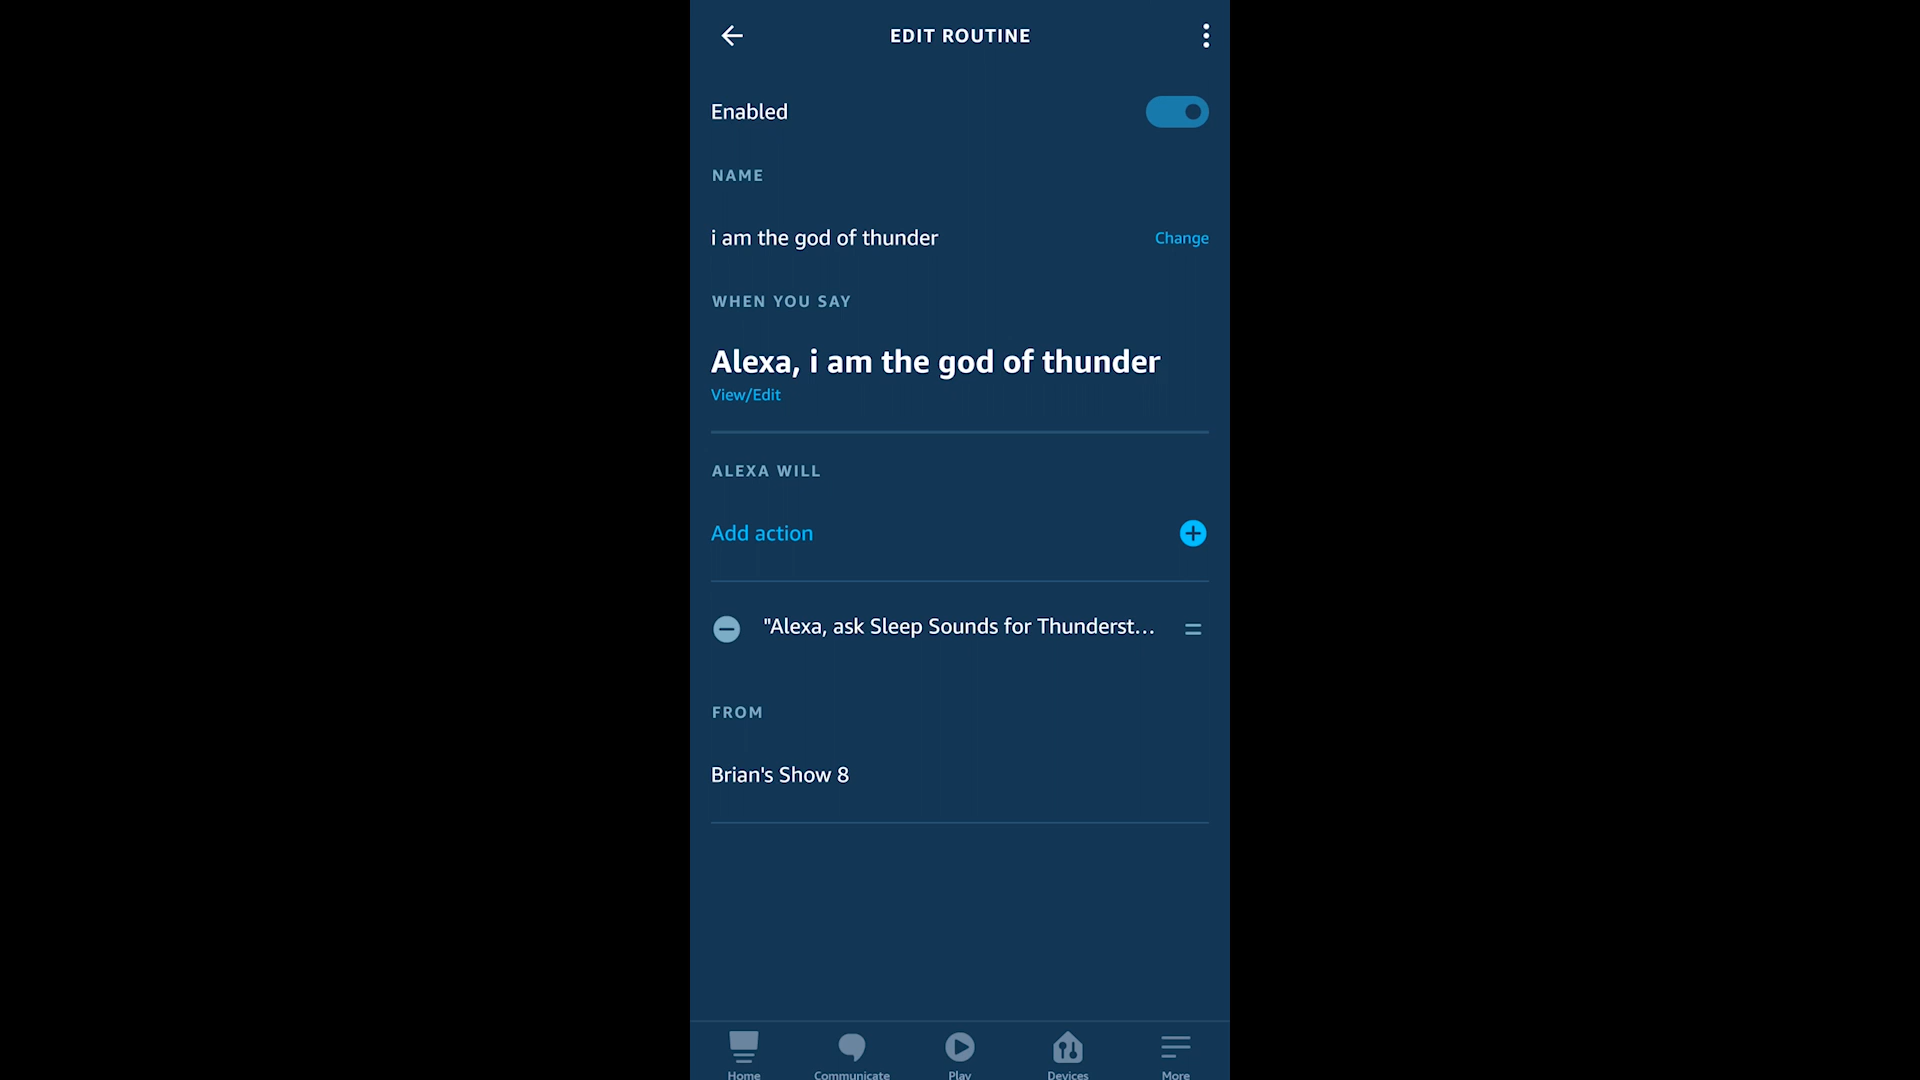 EDIT ROUTINE
Enabled
NAME
i am the god of thunder
Change
WHEN YOU SAY
Alexa, i am the god of thunder
View/Edit
ALEXA WILL
Add action
"Alexa, ask Sleep Sounds for Thunderst...
FROM
Brian's Show 8
Home
Communicate
Play
Devices
More